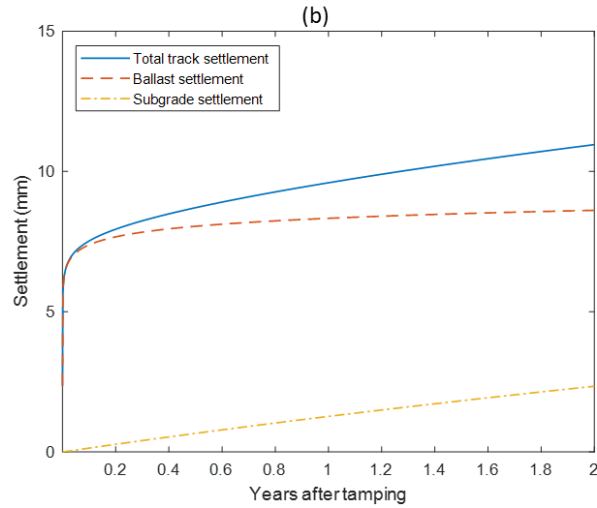 (b)
15
10
5
0
Settlement (mm)
Total track settlement
Ballast settlement
Subgrade settlement
0.2 0.4 0.6 0.8 1 1.2 1.4 1.6 1.8 2
Years after tamping